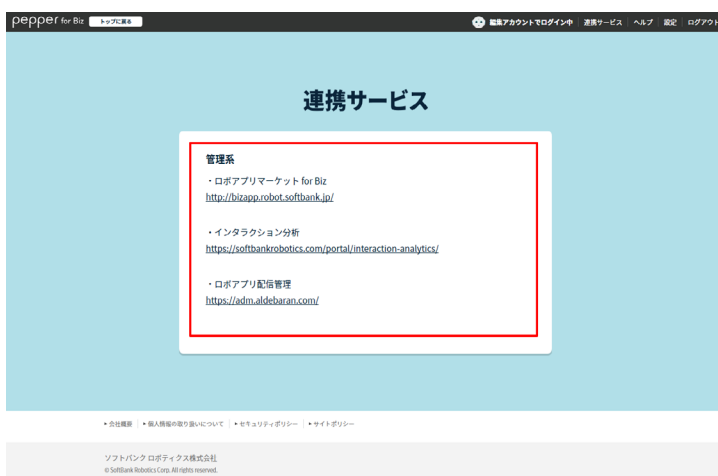 pepper for Biz トップに戻る 編集アカウントでログイン中 連携サービス ヘルプ 設定 ログアウト
連携サービス
管理系
・ロボアプリマーケット for Biz
http://bizapp.robot.softbank.jp/
・インタラクション分析
https://softbankrobotics.com/portal/interaction-analytics/
・ロボアプリ配信管理
https://adm.aldebaran.com/
▸会社概要 ▸個人情報の取り扱いについて ▸セキュリティポリシー ▸サイトポリシー
ソフトバンク ロボティクス株式会社
© SoftBank Robotics Corp. All rights reserved.